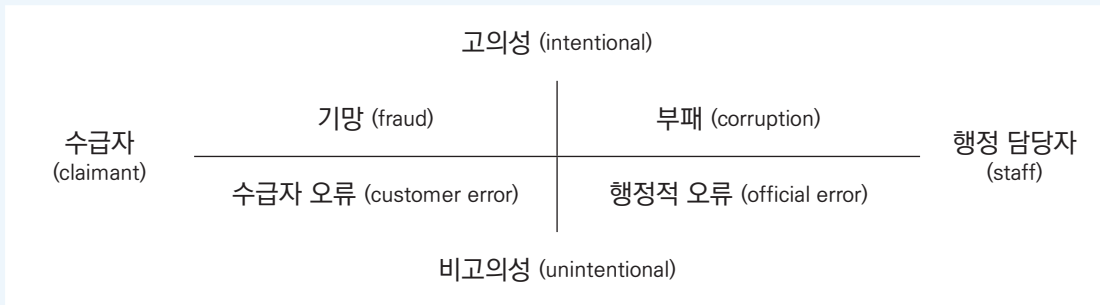 고의성 (intentional)
기망 (fraud)
부패 (corruption)
수급자
(claimant)
행정 담당자
(staff)
수급자 오류 (customer error)
행정적 오류 (official error)
비고의성 (unintentional)